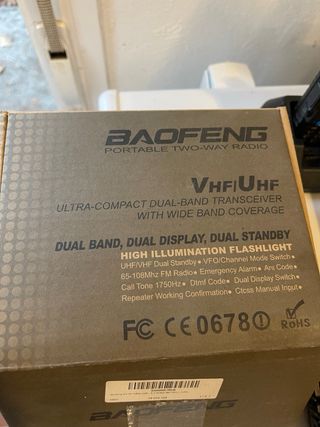 BAOFENG
PORTABLE TWO-WAY RADIO
VHF/UHF
ULTRA-COMPACT DUAL-BAND TRANSCEIVER
WITH WIDE BAND COVERAGE
DUAL BAND, DUAL DISPLAY, DUAL STANDBY
HIGH ILLUMINATION FLASHLIGHT
UHF/VHF Dual Standby• VFO/Channel Mode Switch•
65-108Mhz FM Radio• Emergency Alarm• Ani Code•
Call Tone 1750Hz• Dtmf Code• Dual Display Switch•
Repeater Working Confirmation• Ctcss Manual Input•
FC CE0678 RoHS
BAOFENG